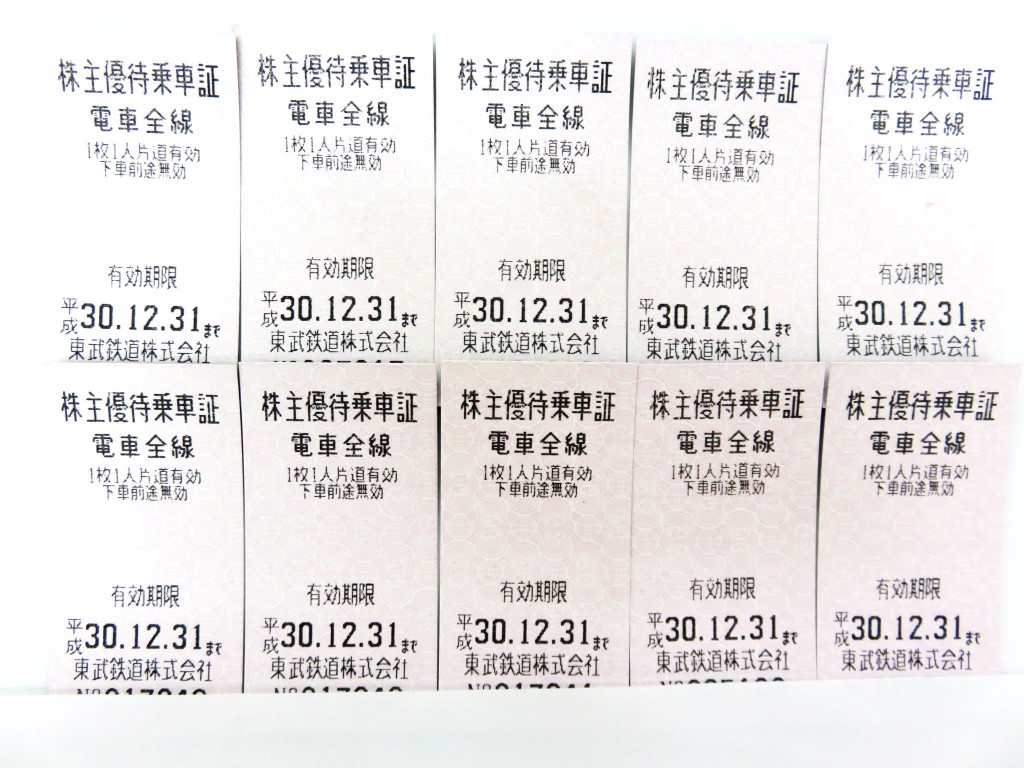 株主優待乗車証
電車全線
1枚1人片道有効
下車前途無効
有効期限
平成30.12.31まで
東武鉄道株式会社
株主優待乗車証
電車全線
1枚1人片道有効
下車前途無効
有効期限
平成30.12.31まで
東武鉄道株式会社
株主優待乗車証
電車全線
1枚1人片道有効
下車前途無効
有効期限
平成30.12.31まで
東武鉄道株式会社
株主優待乗車証
電車全線
1枚1人片道有効
下車前途無効
有効期限
平成30.12.31まで
東武鉄道株式会社
株主優待乗車証
電車全線
1枚1人片道有効
下車前途無効
有効期限
平成30.12.31まで
東武鉄道株式会社
株主優待乗車証
電車全線
1枚1人片道有効
下車前途無効
有効期限
平成30.12.31まで
東武鉄道株式会社
株主優待乗車証
電車全線
1枚1人片道有効
下車前途無効
有効期限
平成30.12.31まで
東武鉄道株式会社
株主優待乗車証
電車全線
1枚1人片道有効
下車前途無効
有効期限
平成30.12.31まで
東武鉄道株式会社
株主優待乗車証
電車全線
1枚1人片道有効
下車前途無効
有効期限
平成30.12.31まで
東武鉄道株式会社
株主優待乗車証
電車全線
1枚1人片道有効
下車前途無効
有効期限
平成30.12.31まで
東武鉄道株式会社